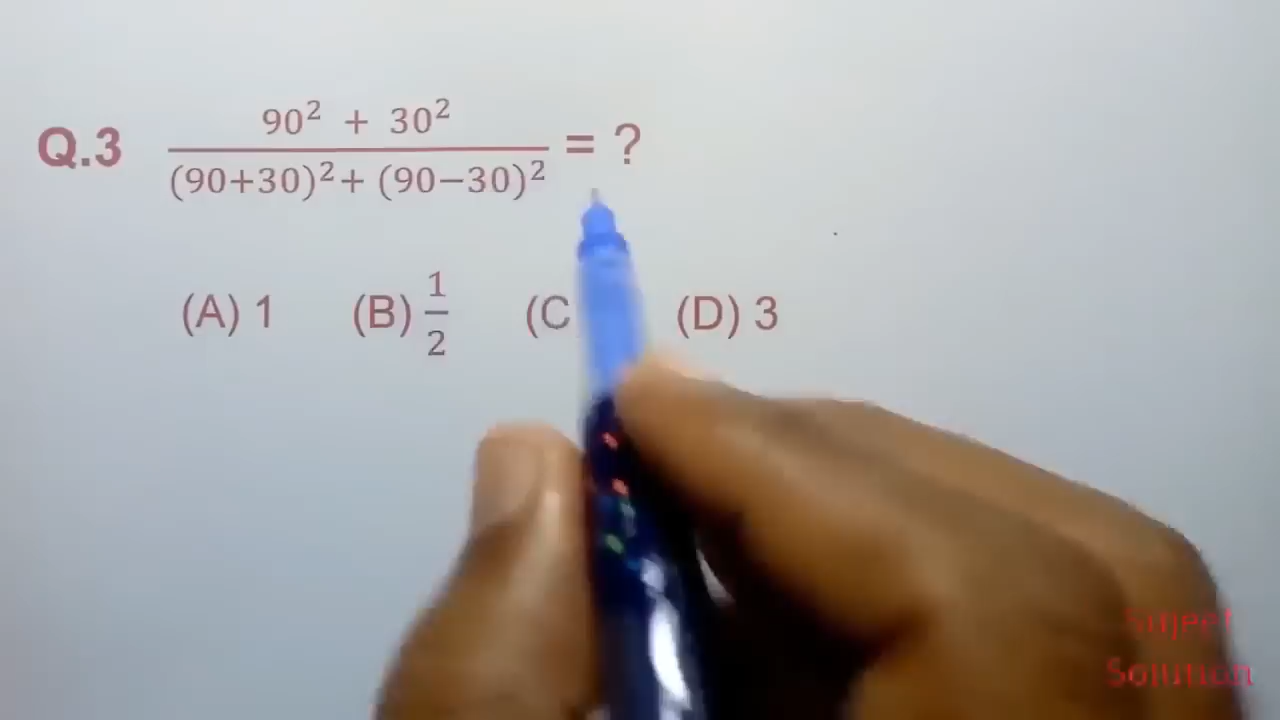 Q.3 90² + 30² / (90+30)²+ (90−30)² = ?
(A) 1 (B) 1/2 (C (D) 3
Sujeet
Solution